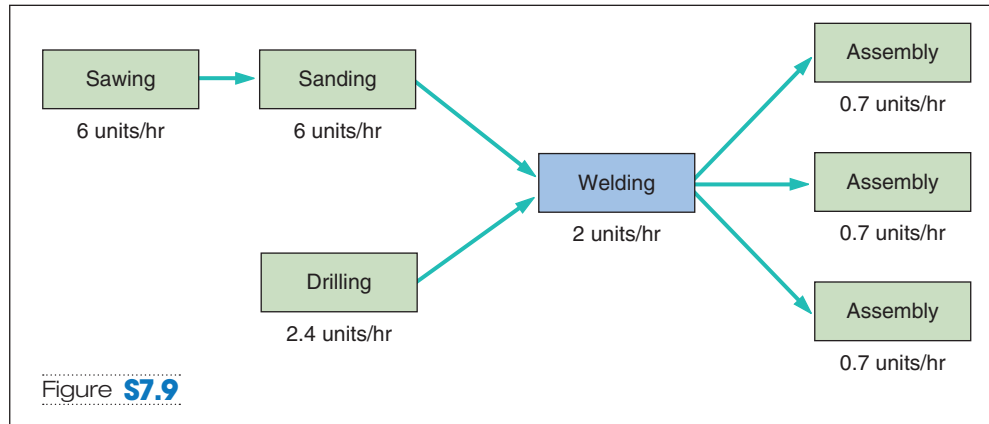 Sawing
6 units/hr
Sanding
6 units/hr
Drilling
2.4 units/hr
Welding
2 units/hr
Assembly
0.7 units/hr
Assembly
0.7 units/hr
Assembly
0.7 units/hr
Figure S7.9